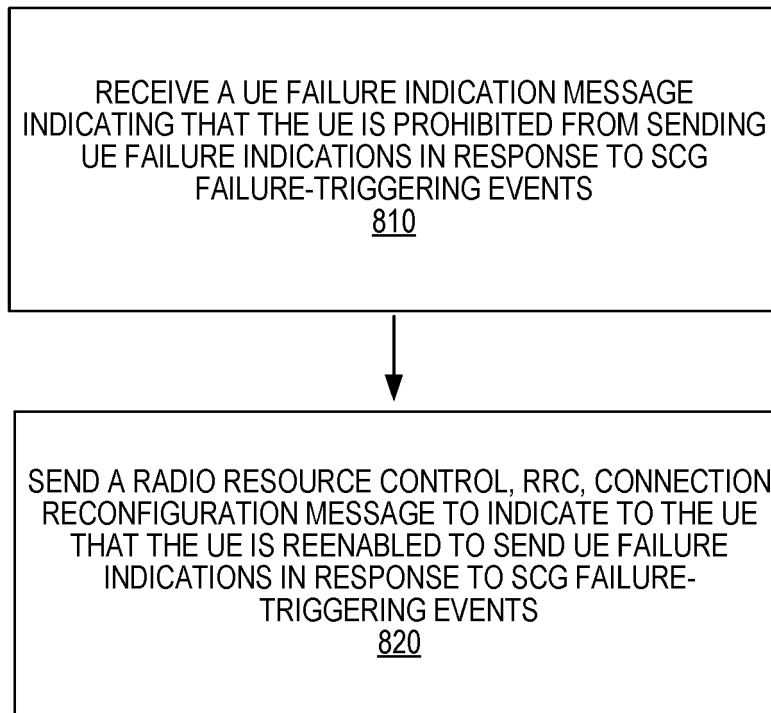 RECEIVE A UE FAILURE INDICATION MESSAGE
INDICATING THAT THE UE IS PROHIBITED FROM SENDING
UE FAILURE INDICATIONS IN RESPONSE TO SCG
FAILURE-TRIGGERING EVENTS
810
SEND A RADIO RESOURCE CONTROL, RRC, CONNECTION
RECONFIGURATION MESSAGE TO INDICATE TO THE UE
THAT THE UE IS REENABLED TO SEND UE FAILURE
INDICATIONS IN RESPONSE TO SCG FAILURE-
TRIGGERING EVENTS
820